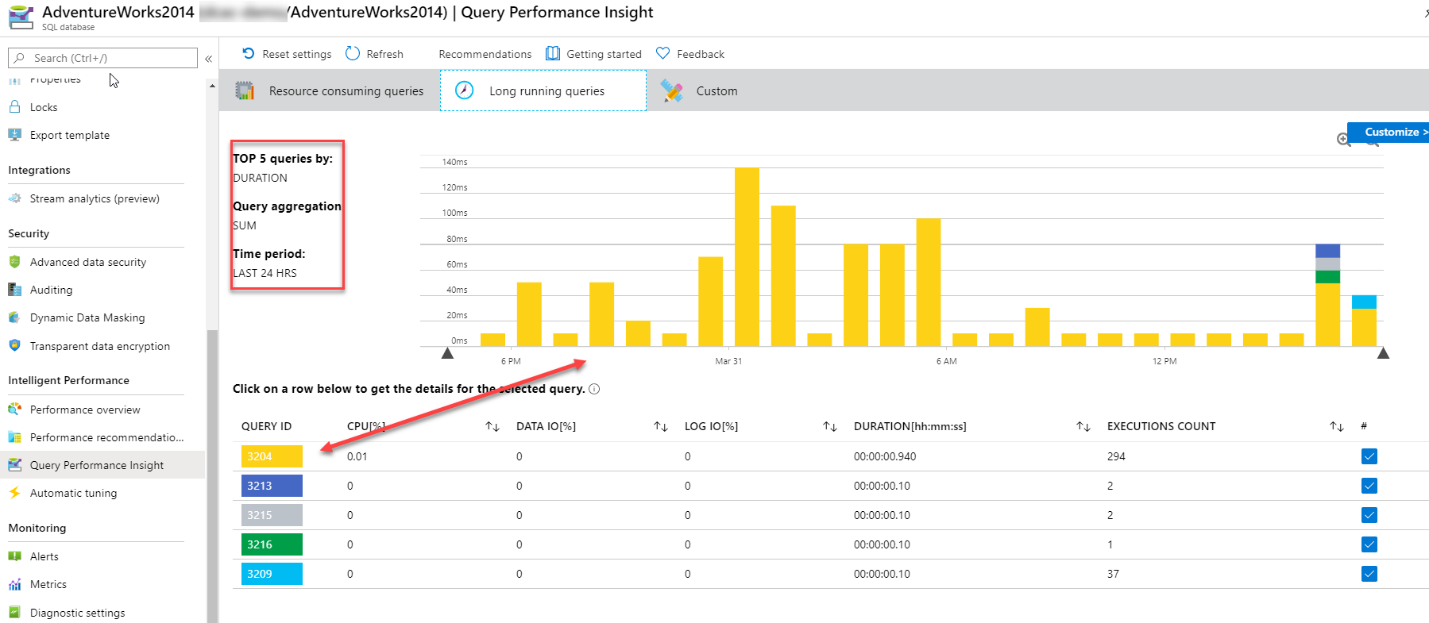 AdventureWorks2014 /AdventureWorks2014) | Query Performance Insight
SQL database
Search (Ctrl+/)
«
Properties
Locks
Export template
Integrations
Stream analytics (preview)
Security
Advanced data security
Auditing
Dynamic Data Masking
Transparent data encryption
Intelligent Performance
Performance overview
Performance recommendatio...
Query Performance Insight
Automatic tuning
Monitoring
Alerts
Metrics
Diagnostic settings
Reset settings Refresh Recommendations Getting started Feedback
Resource consuming queries Long running queries Custom
Customize >
TOP 5 queries by:
DURATION
Query aggregation
SUM
Time period:
LAST 24 HRS
140ms
120ms
100ms
80ms
60ms
40ms
20ms
0ms
6 PM Mar 31 6 AM 12 PM
Click on a row below to get the details for the selected query.
QUERY ID CPU[%] DATA IO[%] LOG IO[%] DURATION[hh:mm:ss] EXECUTIONS COUNT #
3204 0.01 0 0 00:00:00.940 294
3213 0 0 0 00:00:00.10 2
3215 0 0 0 00:00:00.10 2
3216 0 0 0 00:00:00.10 1
3209 0 0 0 00:00:00.10 37